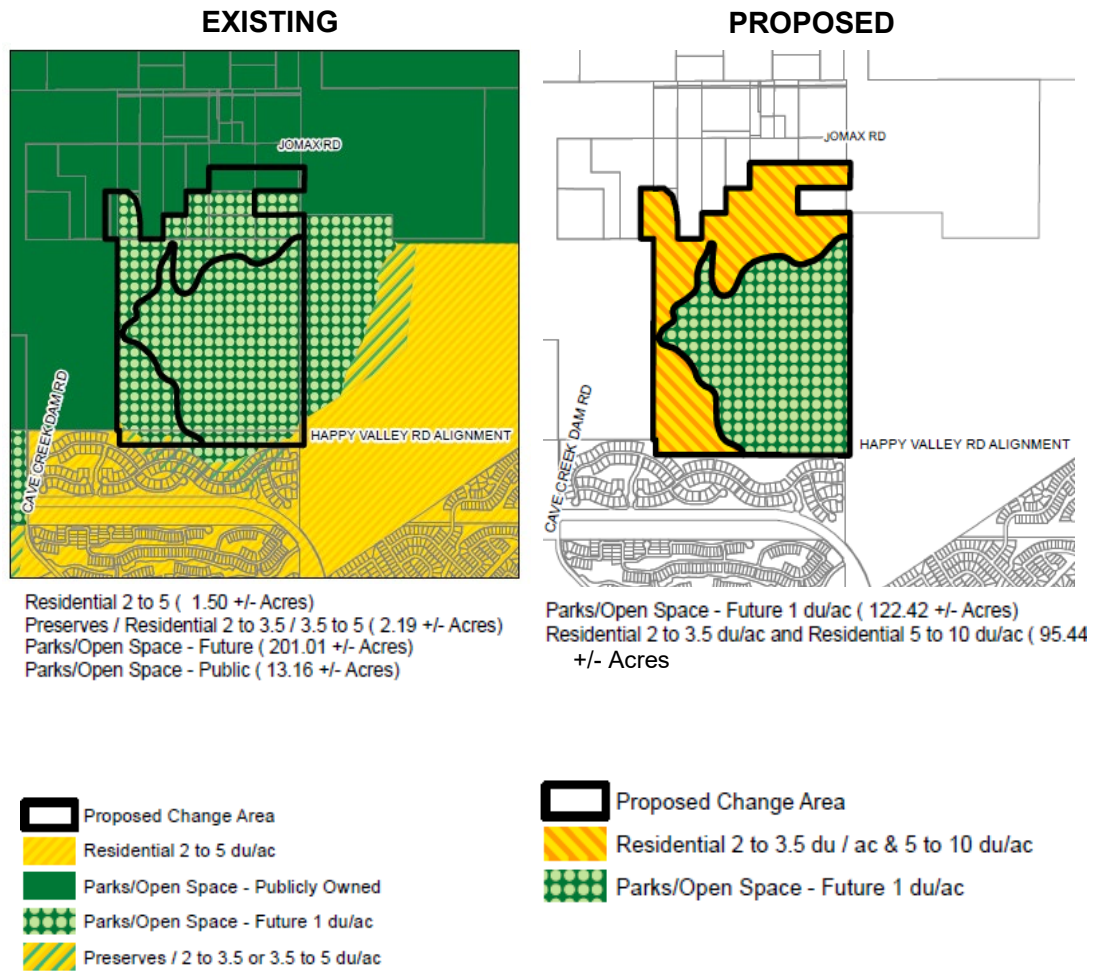 EXISTING
PROPOSED
JOMAX RD
HAPPY VALLEY RD ALIGNMENT
CAVE CREEK DAM RD
JOMAX RD
HAPPY VALLEY RD ALIGNMENT
CAVE CREEK DAM RD
Residential 2 to 5 ( 1.50 +/- Acres)
Preserves / Residential 2 to 3.5 / 3.5 to 5 ( 2.19 +/- Acres)
Parks/Open Space - Future ( 201.01 +/- Acres)
Parks/Open Space - Public ( 13.16 +/- Acres)
Parks/Open Space - Future 1 du/ac ( 122.42 +/- Acres)
Residential 2 to 3.5 du/ac and Residential 5 to 10 du/ac ( 95.44
+/- Acres
Proposed Change Area
Residential 2 to 5 du/ac
Parks/Open Space - Publicly Owned
Parks/Open Space - Future 1 du/ac
Preserves / 2 to 3.5 or 3.5 to 5 du/ac
Proposed Change Area
Residential 2 to 3.5 du / ac & 5 to 10 du/ac
Parks/Open Space - Future 1 du/ac